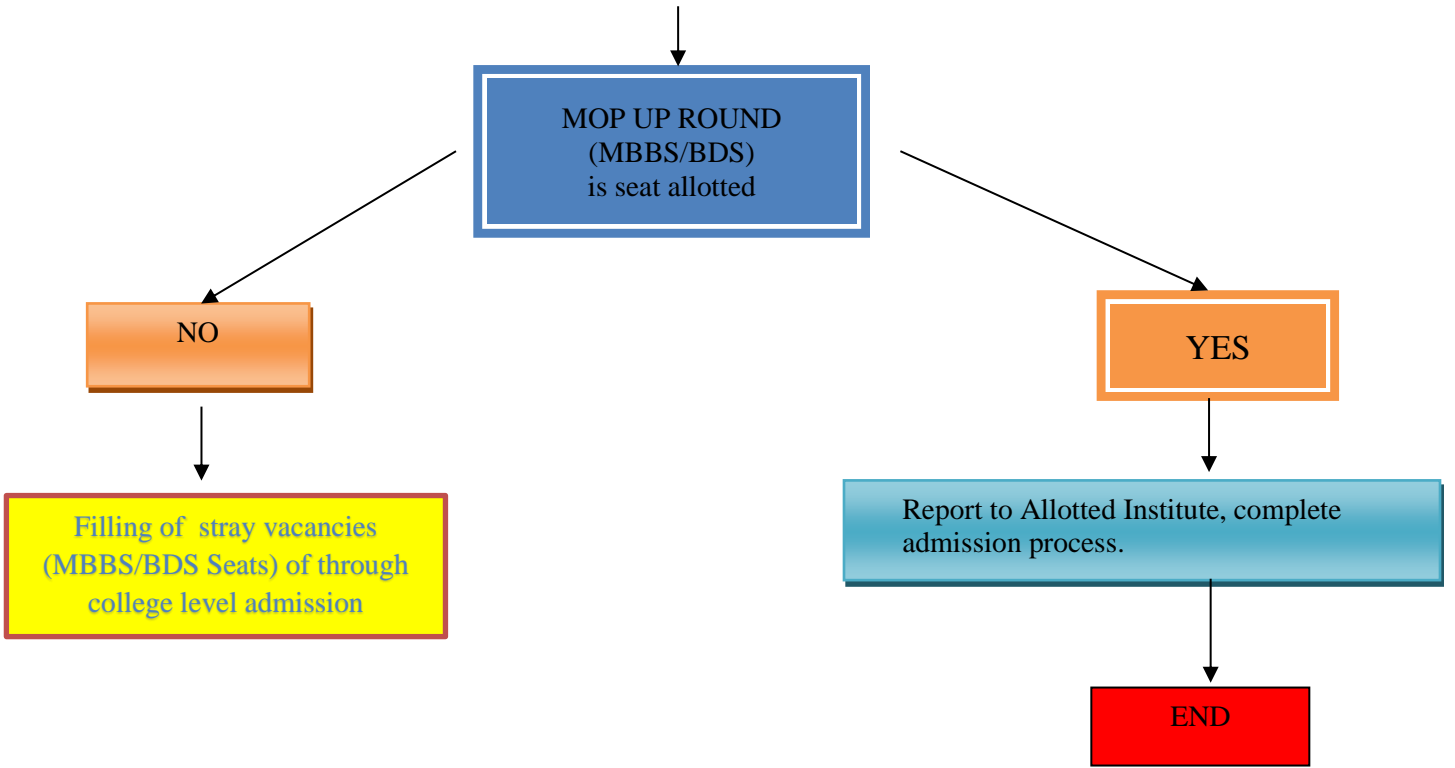 MOP UP ROUND
(MBBS/BDS)
is seat allotted
NO
YES
Filling of stray vacancies
(MBBS/BDS Seats) of through
college level admission
Report to Allotted Institute, complete
admission process.
END